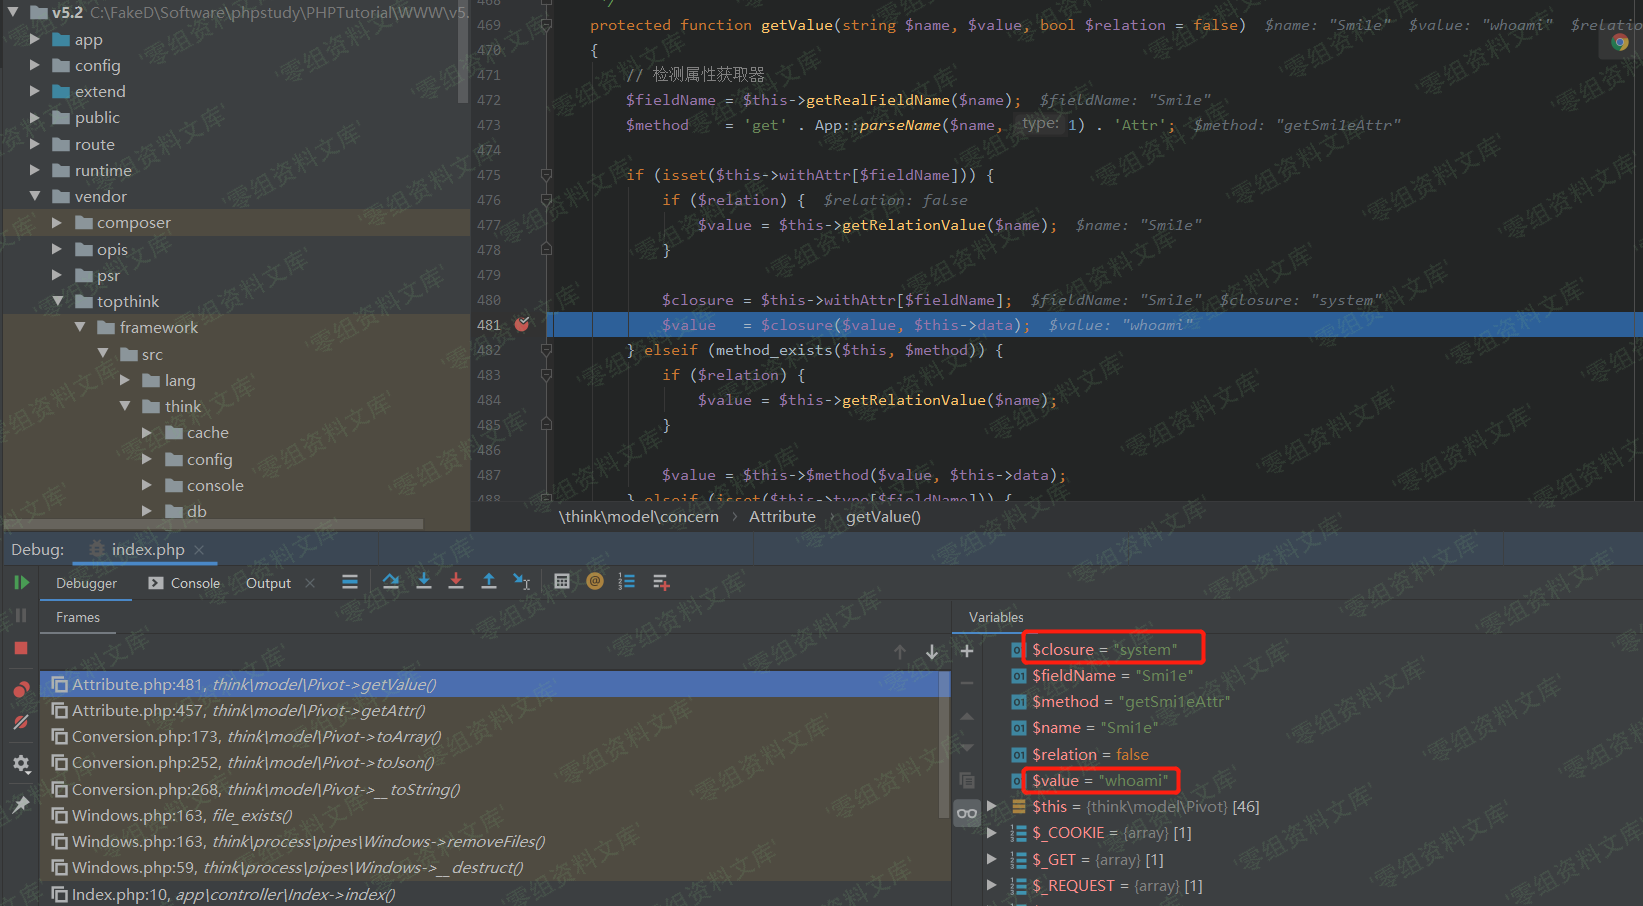 v5.2 C:\FakeD\Software\phpstudy\PHPTutorial\WWW\v5.
app
config
extend
public
route
runtime
vendor
composer
opis
psr
topthink
framework
src
lang
think
cache
config
console
db
468 */
469 protected function getValue(string $name, $value, bool $relation = false) $name: "Smi1e" $value: "whoami" $relatio
470 {
471 // 检测属性获取器
472 $fieldName = $this->getRealFieldName($name); $fieldName: "Smi1e"
473 $method = 'get' . App::parseName($name, type: 1) . 'Attr'; $method: "getSmi1eAttr"
474
475 if (isset($this->withAttr[$fieldName])) {
476 if ($relation) { $relation: false
477 $value = $this->getRelationValue($name); $name: "Smi1e"
478 }
479
480 $closure = $this->withAttr[$fieldName]; $fieldName: "Smi1e" $closure: "system"
481 $value = $closure($value, $this->data); $value: "whoami"
482 } elseif (method_exists($this, $method)) {
483 if ($relation) {
484 $value = $this->getRelationValue($name);
485 }
486
487 $value = $this->$method($value, $this->data);
488 } elseif (isset($this->type[$fieldName])) {
\think\model\concern › Attribute › getValue()
Debug: index.php ×
Debugger Console Output ×
Frames
Attribute.php:481, think\model\Pivot->getValue()
Attribute.php:457, think\model\Pivot->getAttr()
Conversion.php:173, think\model\Pivot->toArray()
Conversion.php:252, think\model\Pivot->toJson()
Conversion.php:268, think\model\Pivot->__toString()
Windows.php:163, file_exists()
Windows.php:163, think\process\pipes\Windows->removeFiles()
Windows.php:59, think\process\pipes\Windows->__destruct()
Index.php:10, app\controller\Index->index()
Variables
$closure = "system"
$fieldName = "Smi1e"
$method = "getSmi1eAttr"
$name = "Smi1e"
$relation = false
$value = "whoami"
$this = {think\model\Pivot} [46]
$_COOKIE = {array} [1]
$_GET = {array} [1]
$_REQUEST = {array} [1]
'零组资料文库'